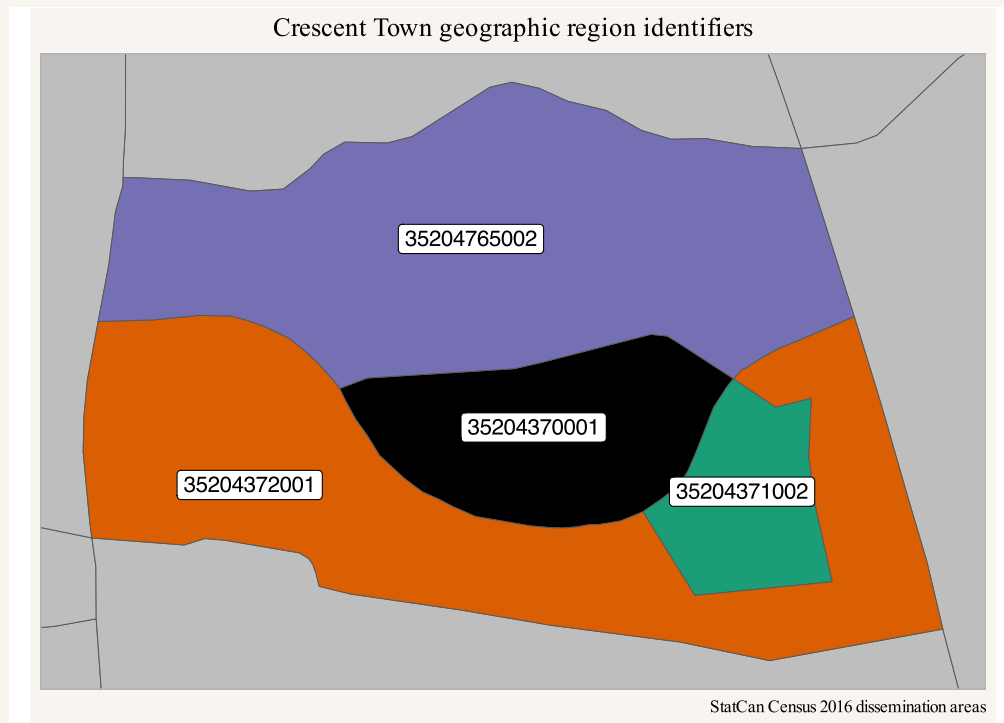 Crescent Town geographic region identifiers
35204765002
35204370001
35204372001
35204371002
StatCan Census 2016 dissemination areas